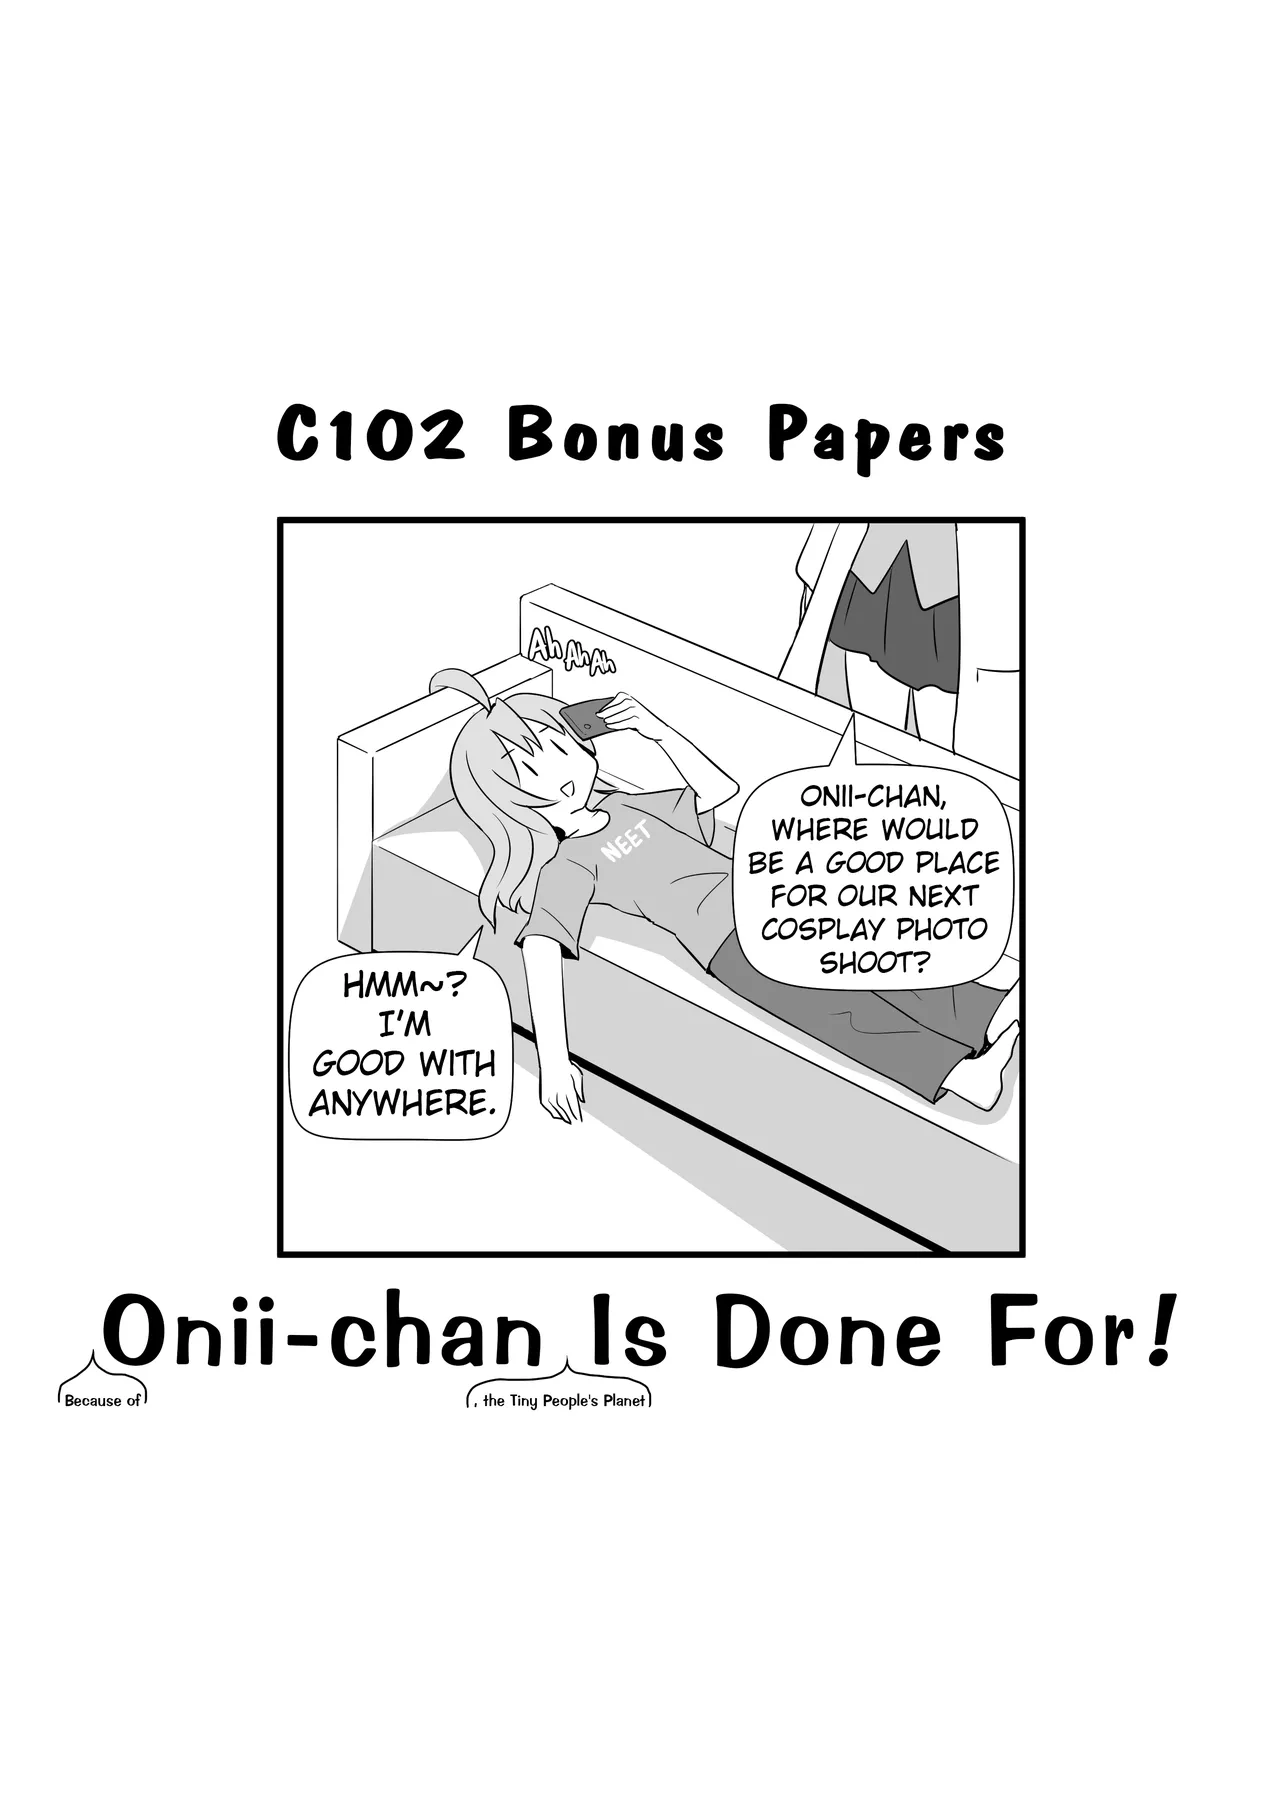 C102 Bonus Papers
Ah Ah Ah
ONII-CHAN,
WHERE WOULD
BE A GOOD PLACE
FOR OUR NEXT
COSPLAY PHOTO
SHOOT?
NEET
HMM~?
I'M
GOOD WITH
ANYWHERE.
Onii-chan Is Done For!
Because of
, the Tiny People's Planet